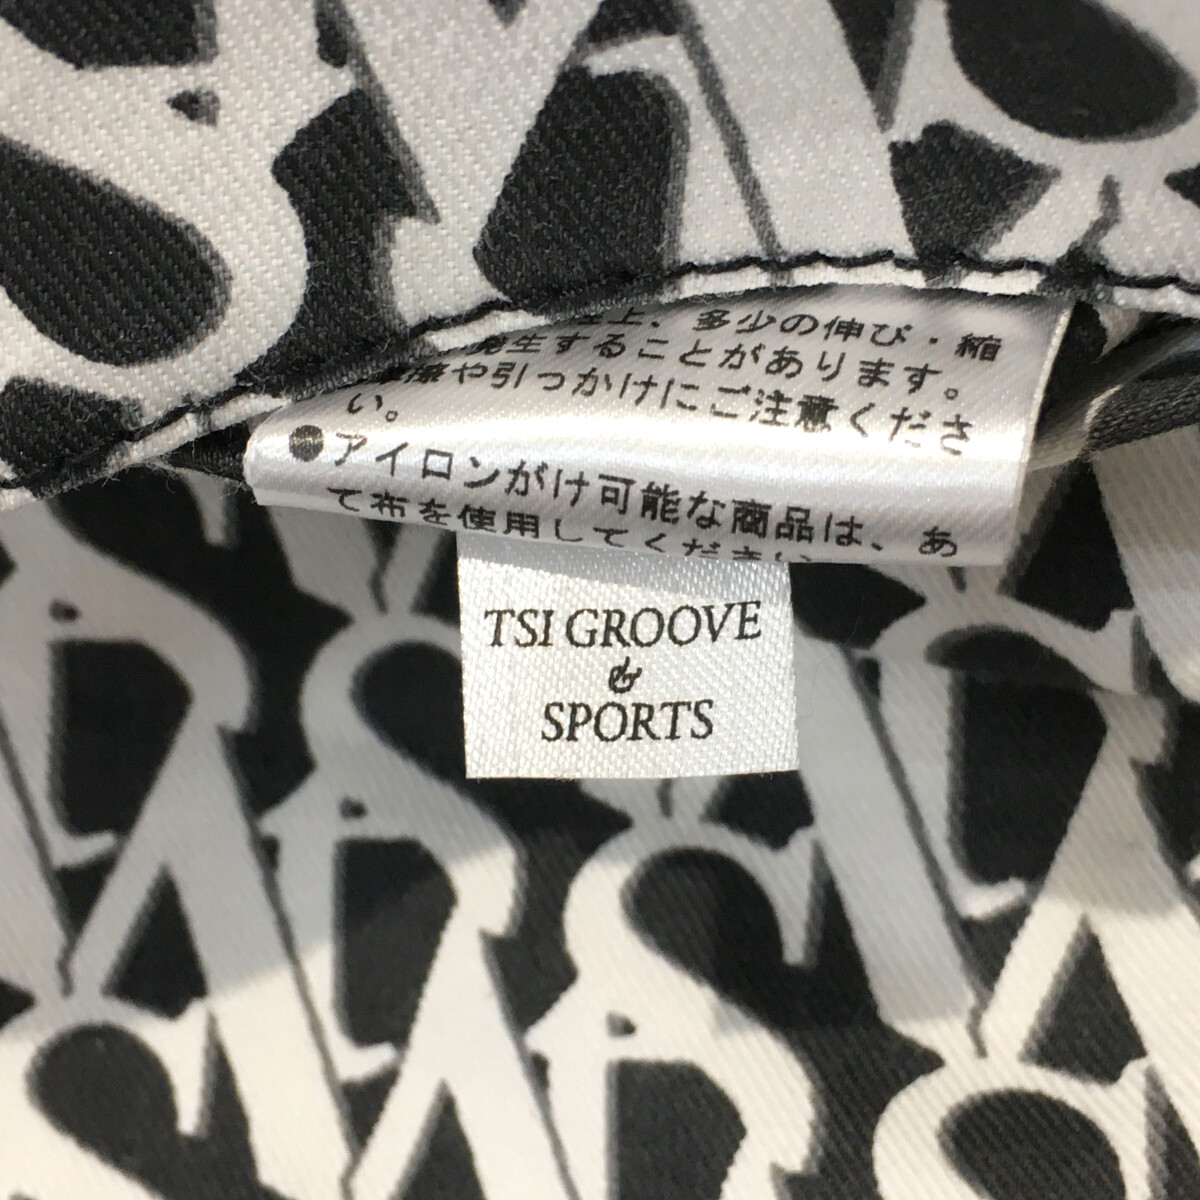 上、多少の伸び・縮
発生することがあります。
や引っかけにご注意くださ
い。
●アイロンがけ可能な商品は、あ
て布を使用してください
TSI GROOVE
&
SPORTS